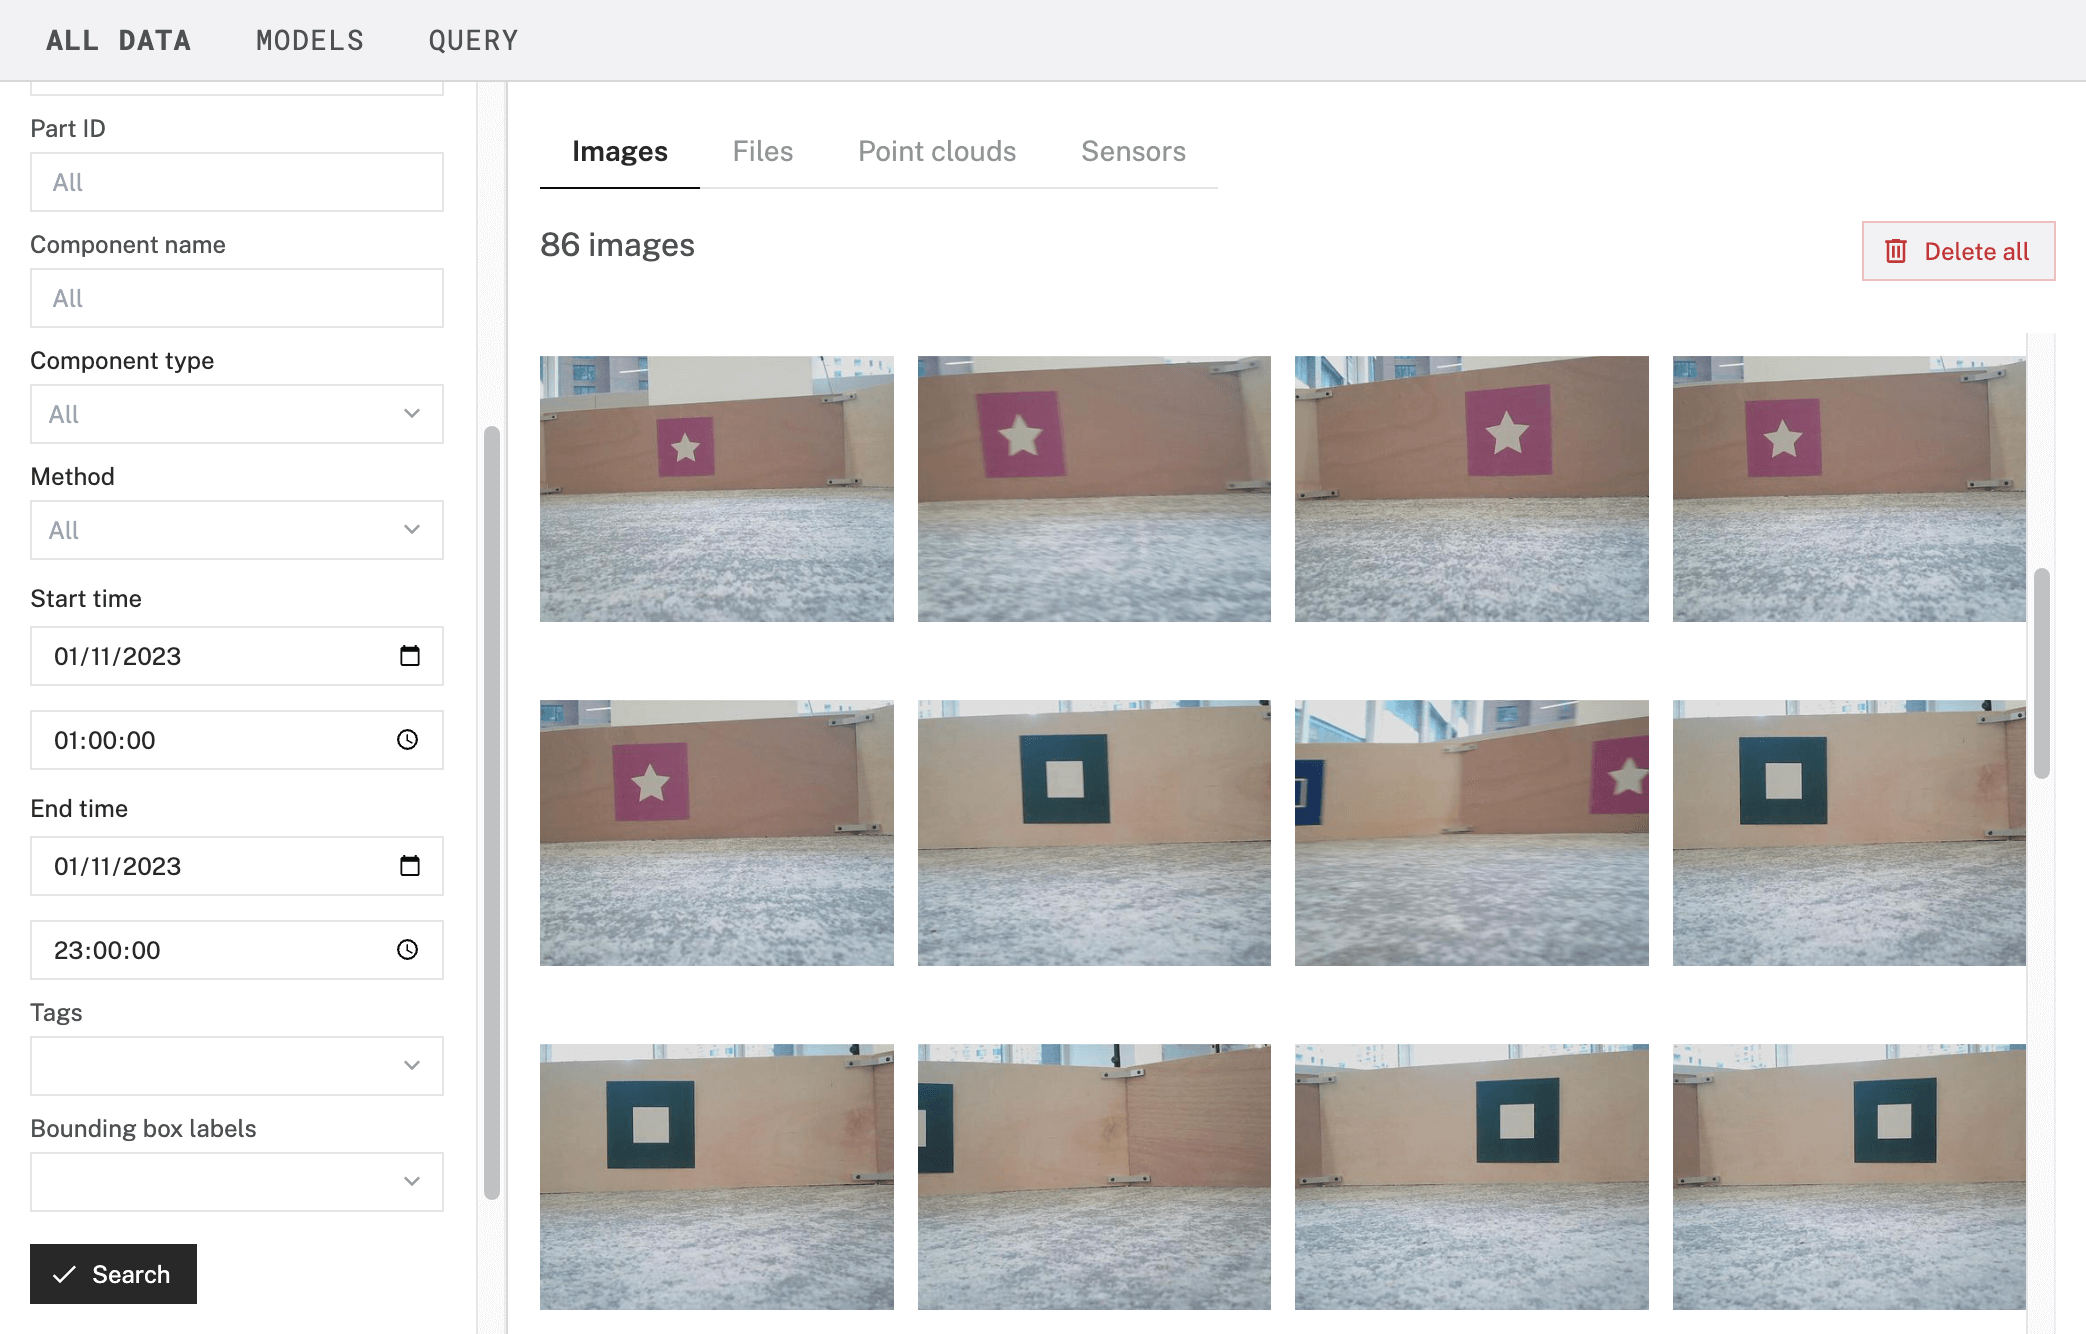 ALL DATA MODELS QUERY
Part ID
All
Component name
All
Component type
All
Method
All
Start time
01/11/2023
01:00:00
End time
01/11/2023
23:00:00
Tags
Bounding box labels
Search
Images Files Point clouds Sensors
86 images
Delete all